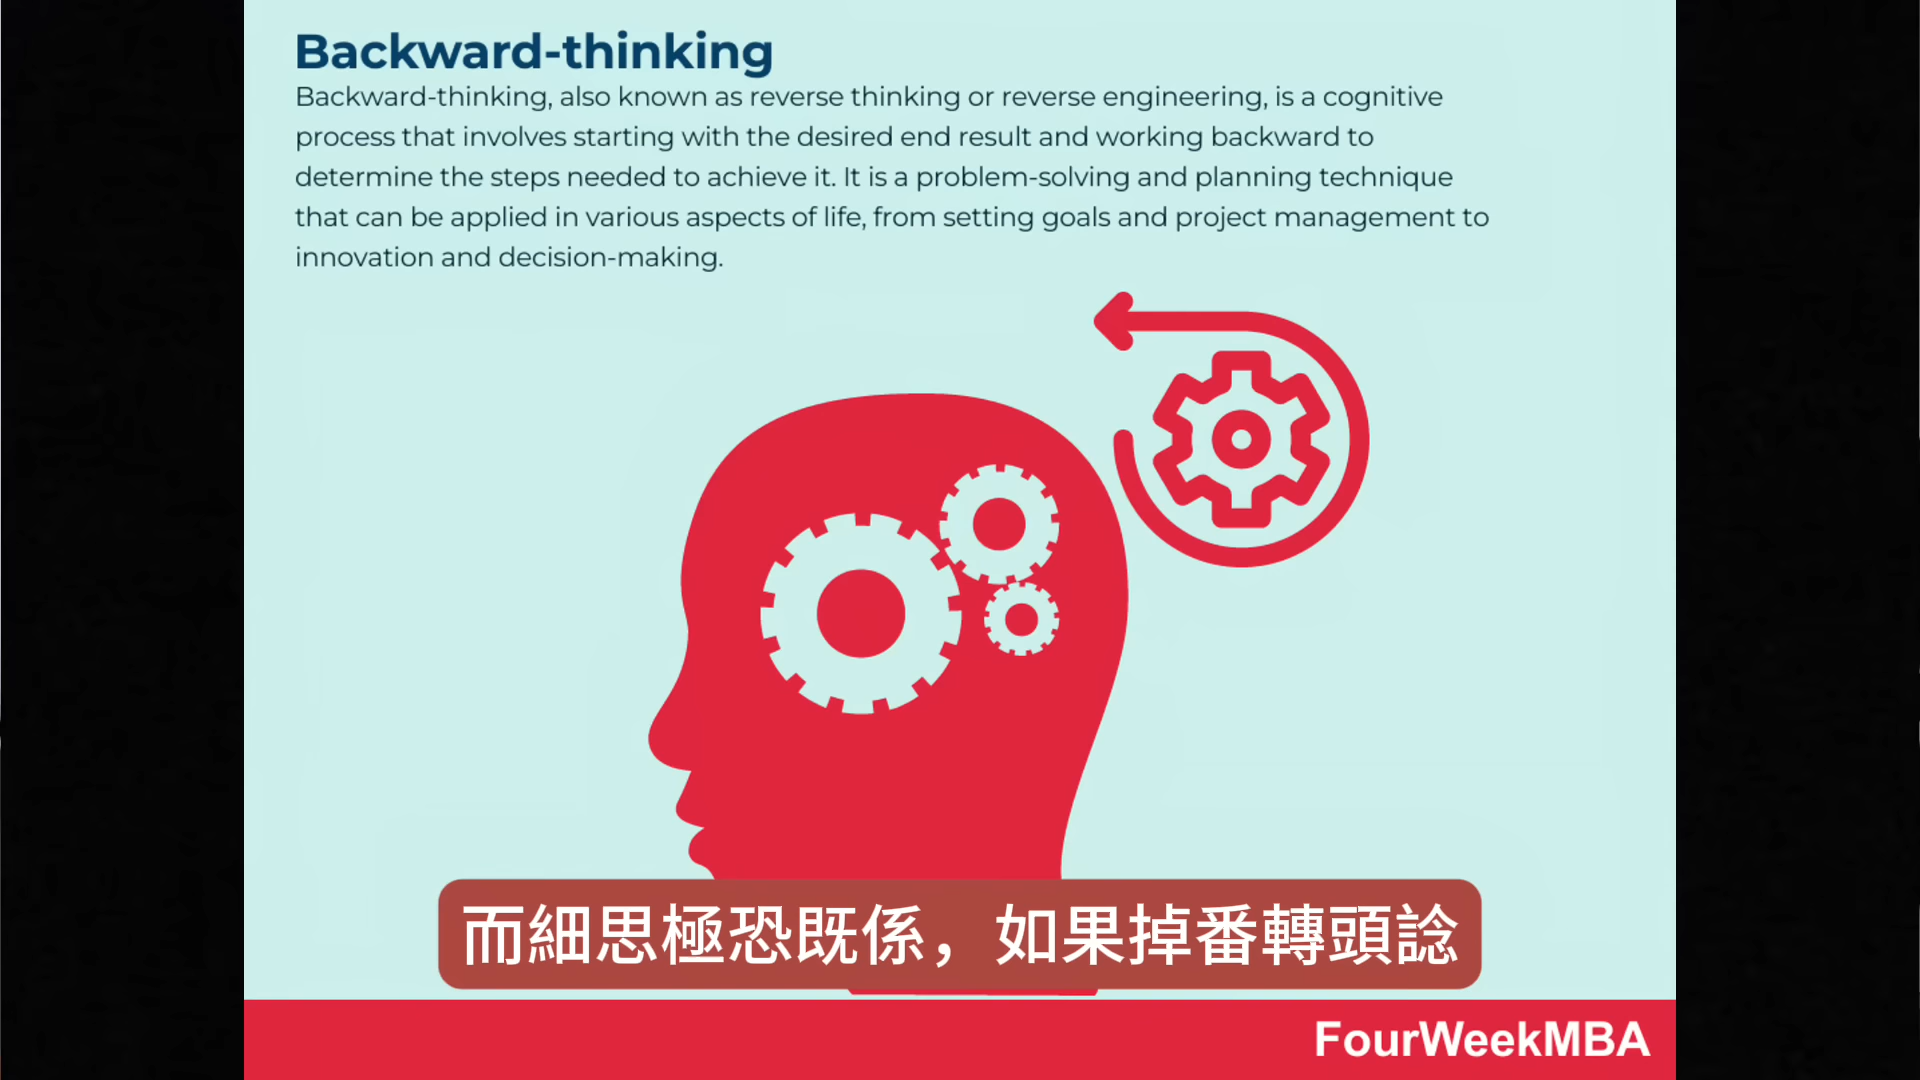 Backward-thinking
Backward-thinking, also known as reverse thinking or reverse engineering, is a cognitive
process that involves starting with the desired end result and working backward to
determine the steps needed to achieve it. It is a problem-solving and planning technique
that can be applied in various aspects of life, from setting goals and project management to
innovation and decision-making.
而細思極恐既係，如果掉番轉頭諗
FourWeekMBA